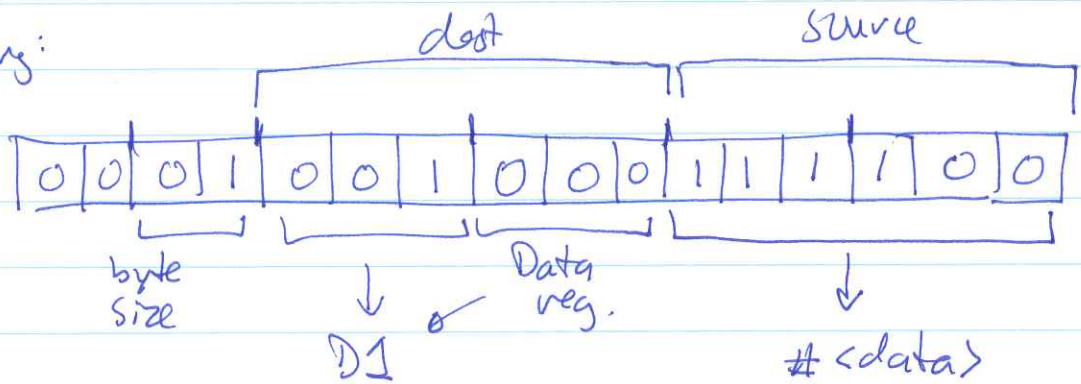 ng:
dest source
0 0 0 1 0 0 1 0 0 0 1 1 1 1 0 0
byte Data
size reg.
D1 # <data>